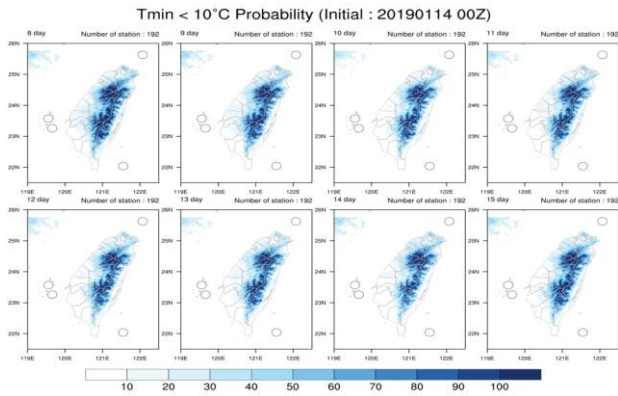 Tmin < 10°C Probability (Initial : 20190114 00Z)
8 day Number of station : 192
9 day Number of station : 192
10 day Number of station : 192
11 day Number of station : 192
26N
25N
24N
23N
22N
119E 120E 121E 122E
119E 120E 121E 122E
119E 120E 121E 122E
119E 120E 121E 122E
12 day Number of station : 192
13 day Number of station : 192
14 day Number of station : 192
15 day Number of station : 192
26N
25N
24N
23N
22N
119E 120E 121E 122E
119E 120E 121E 122E
119E 120E 121E 122E
119E 120E 121E 122E
10 20 30 40 50 60 70 80 90 100